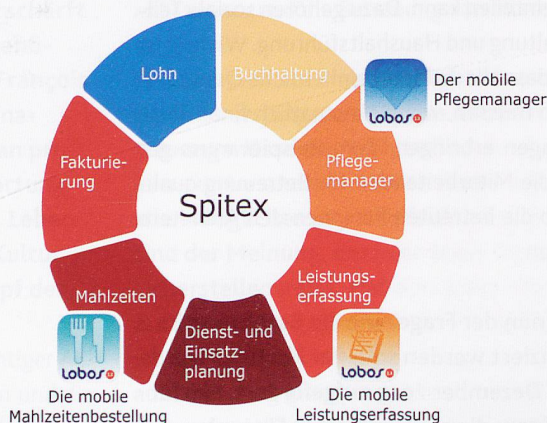 Lohn
Buchhaltung
Der mobile
Pflegemanager
Lobos
Fakturie-
rung
Pflege-
manager
Spitex
Mahlzeiten
Leistungs-
erfassung
Dienst- und
Einsatz-
planung
Lobos
Lobos
Die mobile
Mahlzeitenbestellung
Die mobile
Leistungserfassung